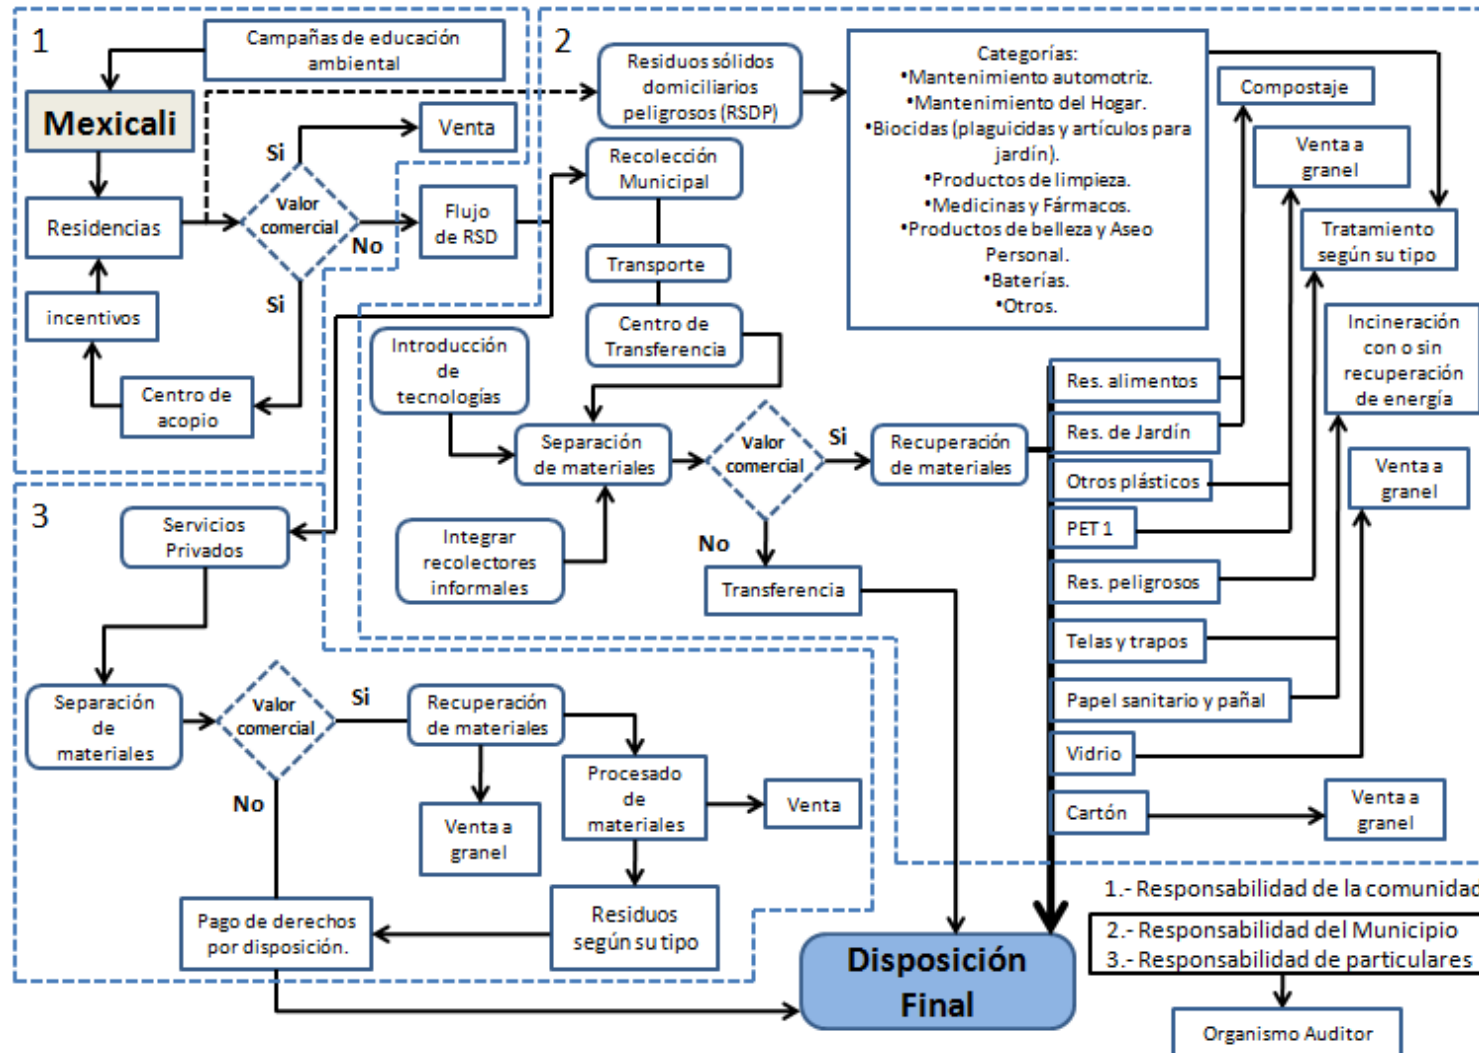 1
Campañas de educación
ambiental
Mexicali
Si
Venta
Residencias
Valor
comercial
No
Flujo
de RSD
Si
incentivos
Centro de
acopio
2
Residuos sólidos
domiciliarios
peligrosos (RSDP)
Categorías:
•Mantenimiento automotriz.
•Mantenimiento del Hogar.
•Biocidas (plaguicidas y artículos para
jardín).
•Productos de limpieza.
•Medicinas y Fármacos.
•Productos de belleza y Aseo
Personal.
•Baterías.
•Otros.
Recolección
Municipal
Transporte
Centro de
Transferencia
Introducción
de
tecnologías
Separación
de materiales
Integrar
recolectores
informales
Valor
comercial
Si
No
Recuperación
de materiales
Transferencia
Compostaje
Venta a
granel
Tratamiento
según su tipo
Incineración
con o sin
recuperación
de energía
Venta a
granel
Res. alimentos
Res. de Jardín
Otros plásticos
PET 1
Res. peligrosos
Telas y trapos
Papel sanitario y pañal
Vidrio
Cartón
Venta a
granel
3
Servicios
Privados
Separación
de
materiales
Valor
comercial
Si
No
Recuperación
de materiales
Procesado
de
materiales
Venta
Venta a
granel
Residuos
según su tipo
Pago de derechos
por disposición.
Disposición
Final
1.- Responsabilidad de la comunidad
2.- Responsabilidad del Municipio
3.- Responsabilidad de particulares
Organismo Auditor